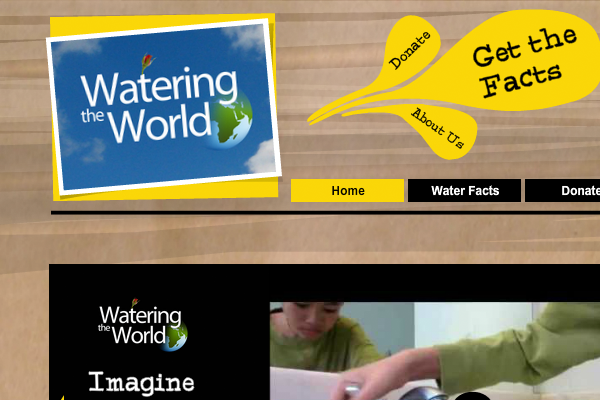 Watering
the World
Donate
Get the
Facts
About Us
Home
Water Facts
Donate
Watering
the World
Imagine